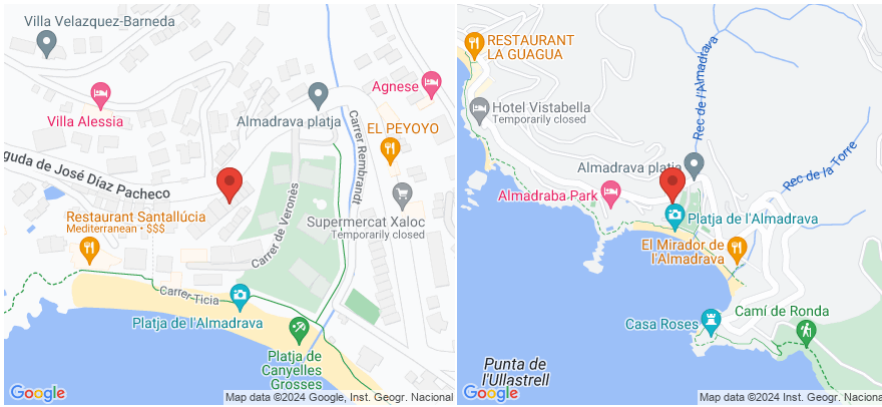 Villa Velazquez-Barneda
Agnese
Villa Alessia
Almadrava platja
EL PEYOYO
Carrer Rembrandt
guda de José Díaz Pacheco
Supermercat Xaloc
Temporarily closed
Restaurant Santallúcia
Mediterranean • $$$
Carret de Veronès
Carrer Ticia
Platja de l'Almadrava
Platja de
Canyelles
Grosses
Google
Map data ©2024 Google, Inst. Geogr. Nacional
RESTAURANT
LA GUAGUA
Hotel Vistabella
Temporarily closed
Rec de l'Almadrava
Almadrava platja
Rec de la Torre
Almadraba Park
Platja de l'Almadrava
El Mirador de
l'Almadrava
Casa Roses
Camí de Ronda
Punta de
l'Ullastrell
Google
Map data ©2024 Inst. Geogr. Nacional